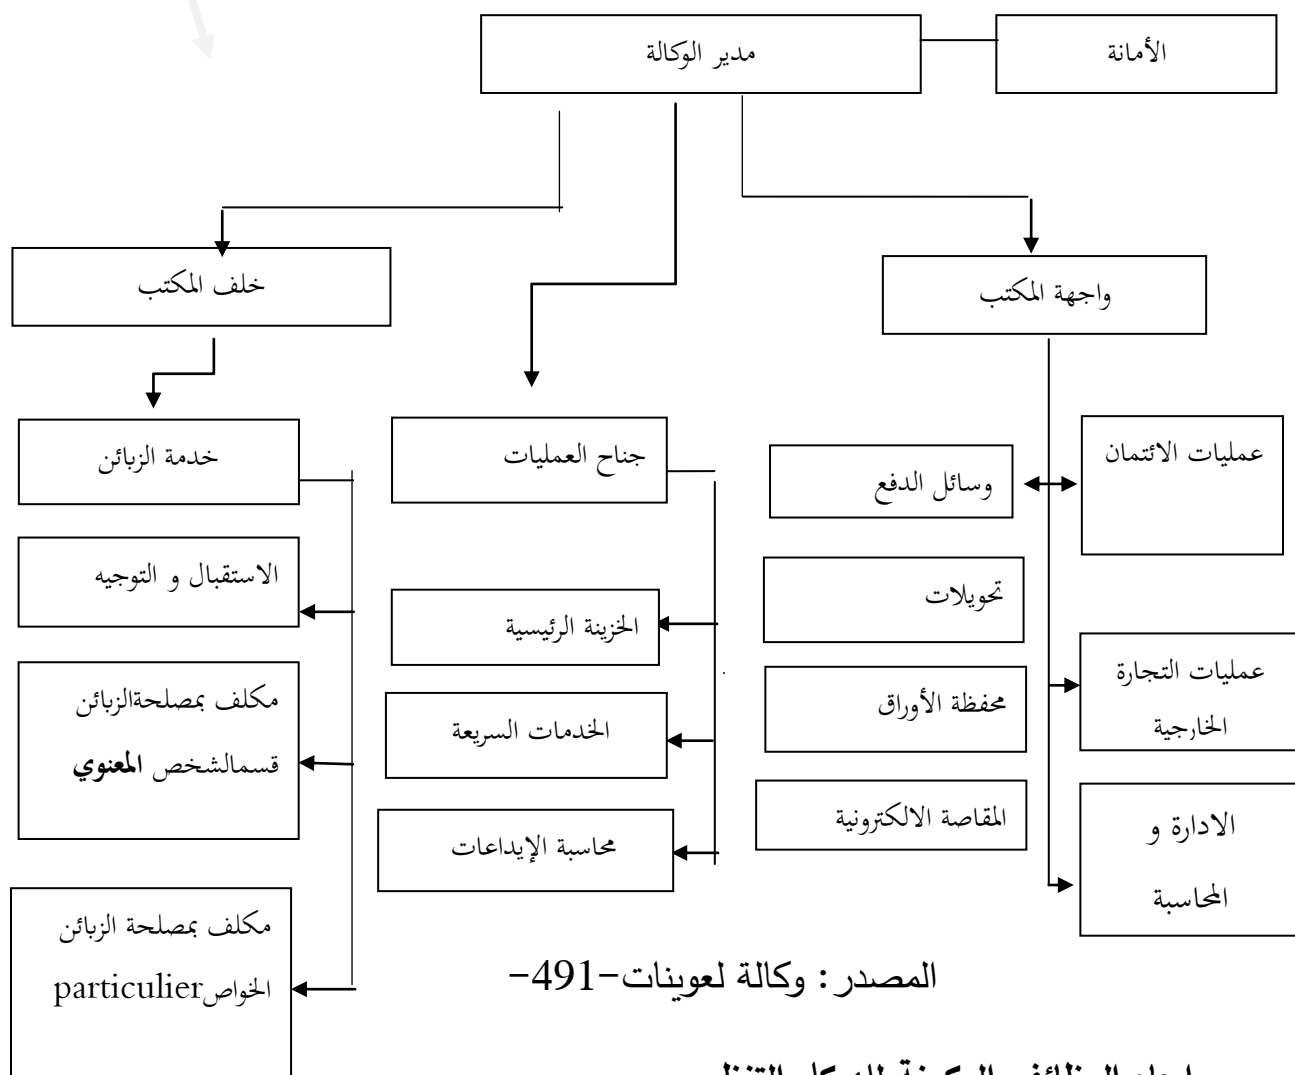 الأمانة
مدير الوكالة
واجهة المكتب
خلف المكتب
عمليات الائتمان
وسائل الدفع
جناح العمليات
خدمة الزبائن
تحويلات
الاستقبال و التوجيه
الخزينة الرئيسية
عمليات التجارة
الخارجية
محفظة الأوراق
الخدمات السريعة
مكلف بمصلحةالزبائن
قسمالشخص المعنوي
الادارة و
المحاسبة
المقاصة الالكترونية
محاسبة الإيداعات
مكلف بمصلحة الزبائن
الخواصparticulier
المصدر : وكالة لعوينات-491-